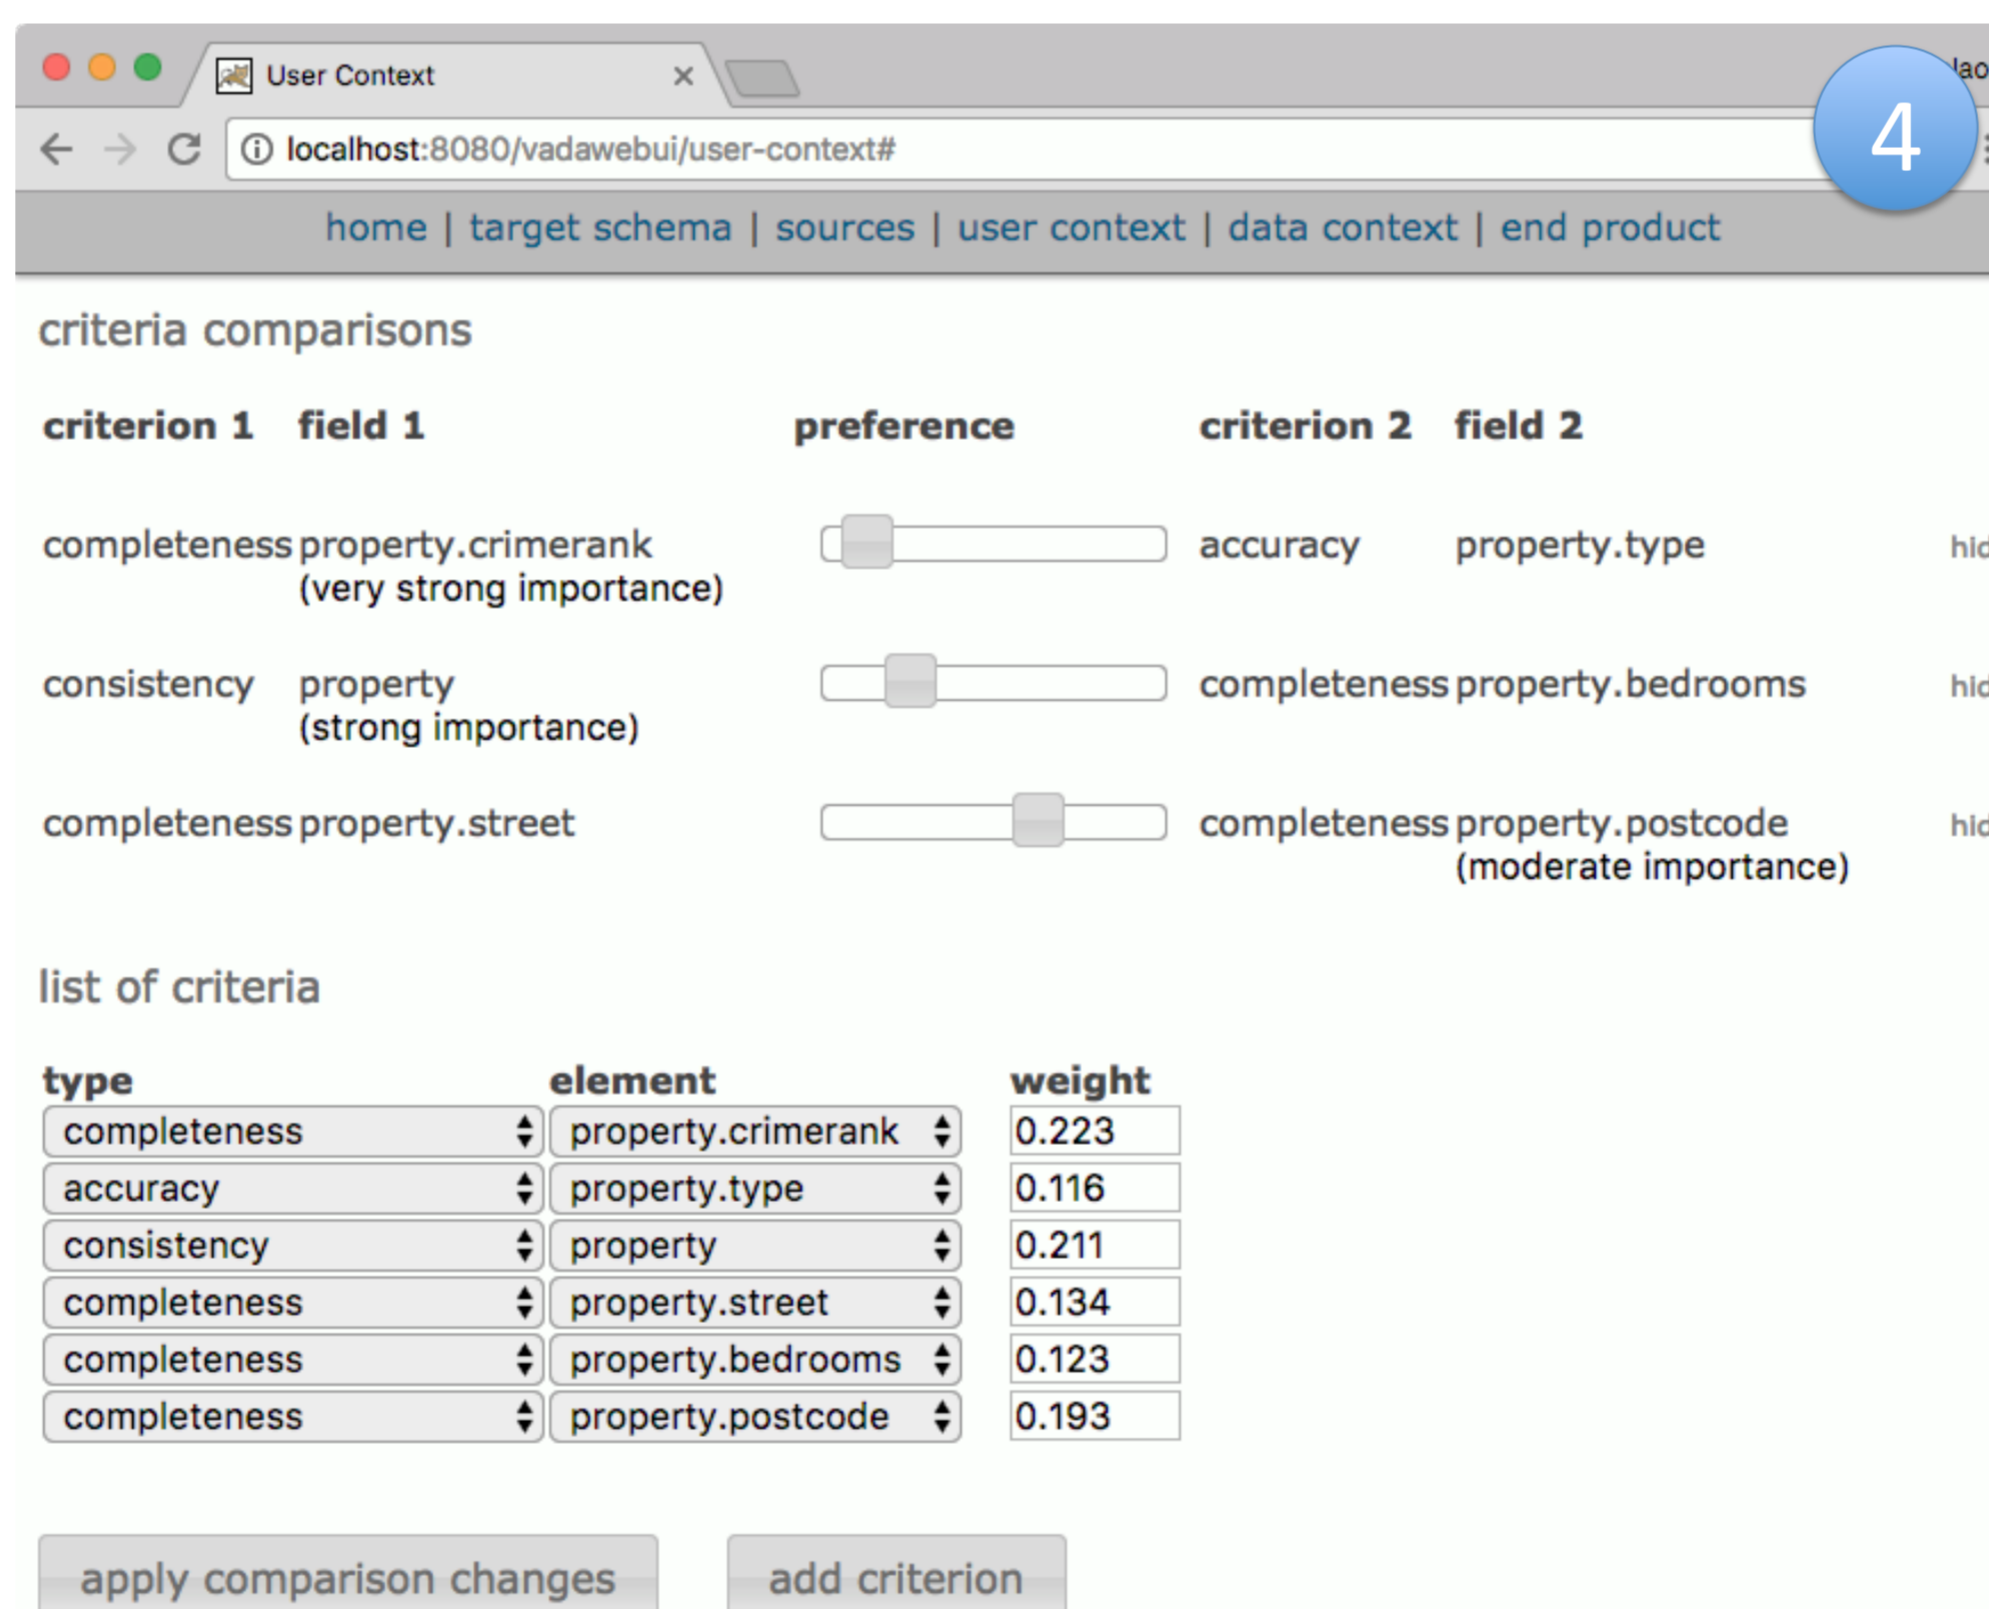 User Context
4
localhost:8080/vadawebui/user-context#
home | target schema | sources | user context | data context | end product
criteria comparisons
criterion 1 field 1 preference criterion 2 field 2
completeness property.crimerank accuracy property.type
(very strong importance)
consistency property completeness property.bedrooms
(strong importance)
completeness property.street completeness property.postcode
(moderate importance)
list of criteria
type element weight
completeness property.crimerank 0.223
accuracy property.type 0.116
consistency property 0.211
completeness property.street 0.134
completeness property.bedrooms 0.123
completeness property.postcode 0.193
apply comparison changes add criterion